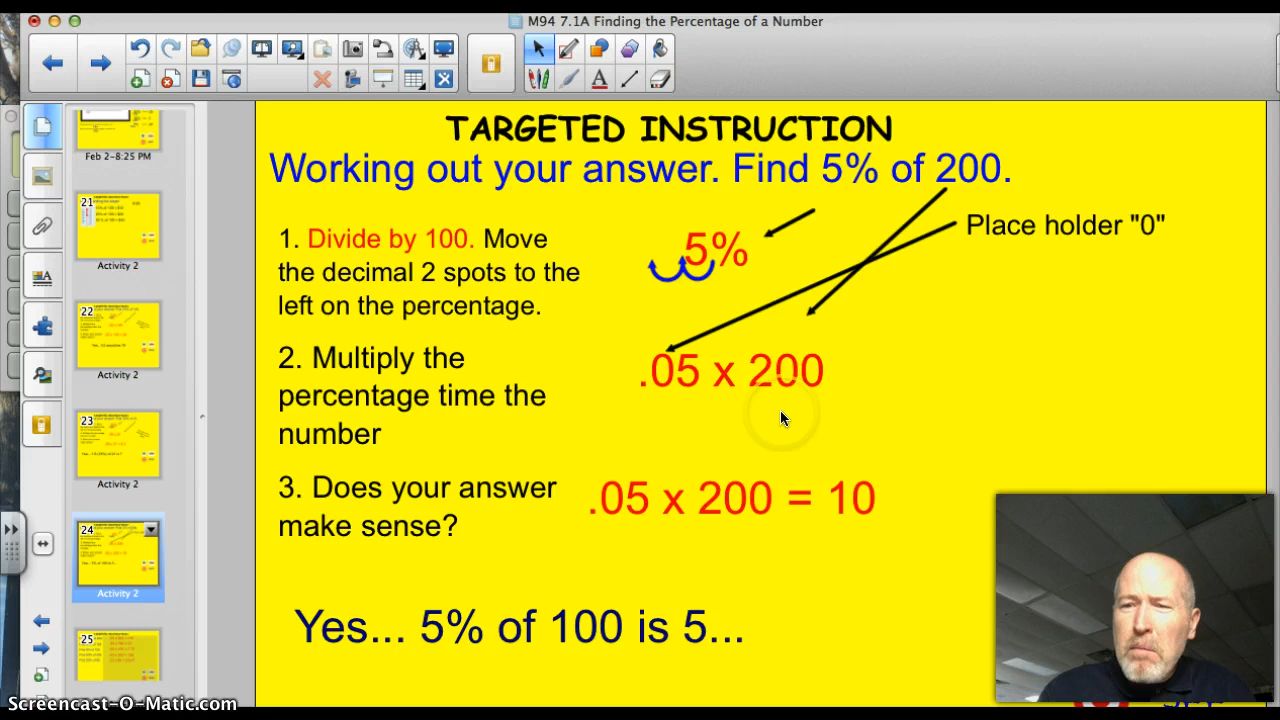 M94 7.1A Finding the Percentage of a Number
TARGETED INSTRUCTION
Working out your answer. Find 5% of 200.
Place holder "0"
1. Divide by 100. Move
the decimal 2 spots to the
left on the percentage.
5%
2. Multiply the
percentage time the
number
.05 x 200
3. Does your answer
make sense?
.05 x 200 = 10
Yes... 5% of 100 is 5...
Feb 2-8:25 PM
21
Activity 2
22
Activity 2
23
Activity 2
24
Activity 2
25
Screencast-O-Matic.com